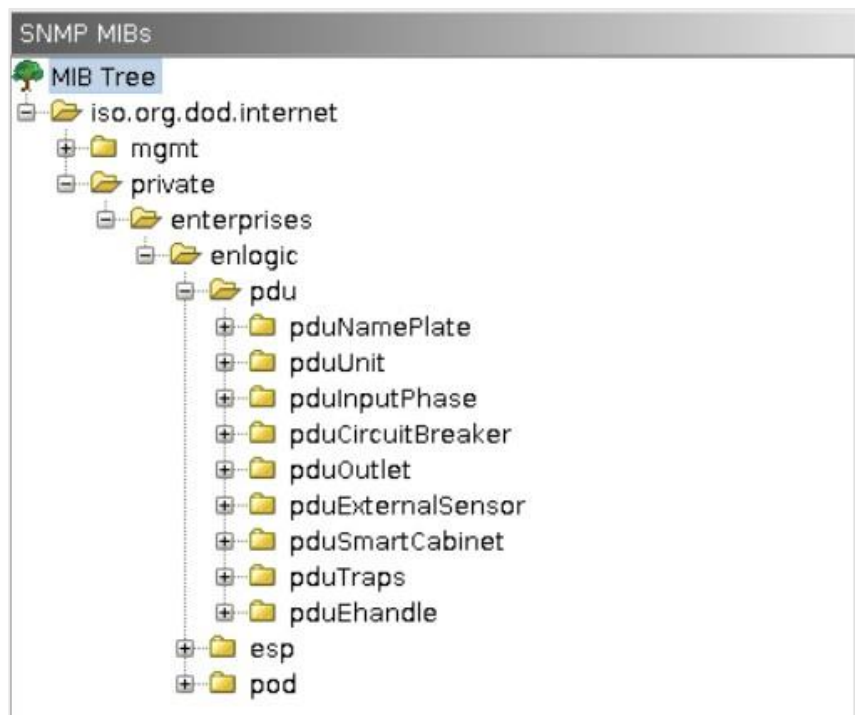 SNMP MIBs
MIB Tree
iso.org.dod.internet
mgmt
private
enterprises
enlogic
pdu
pduNamePlate
pduUnit
pduInputPhase
pduCircuitBreaker
pduOutlet
pduExternalSensor
pduSmartCabinet
pduTraps
pduEhandle
esp
pod